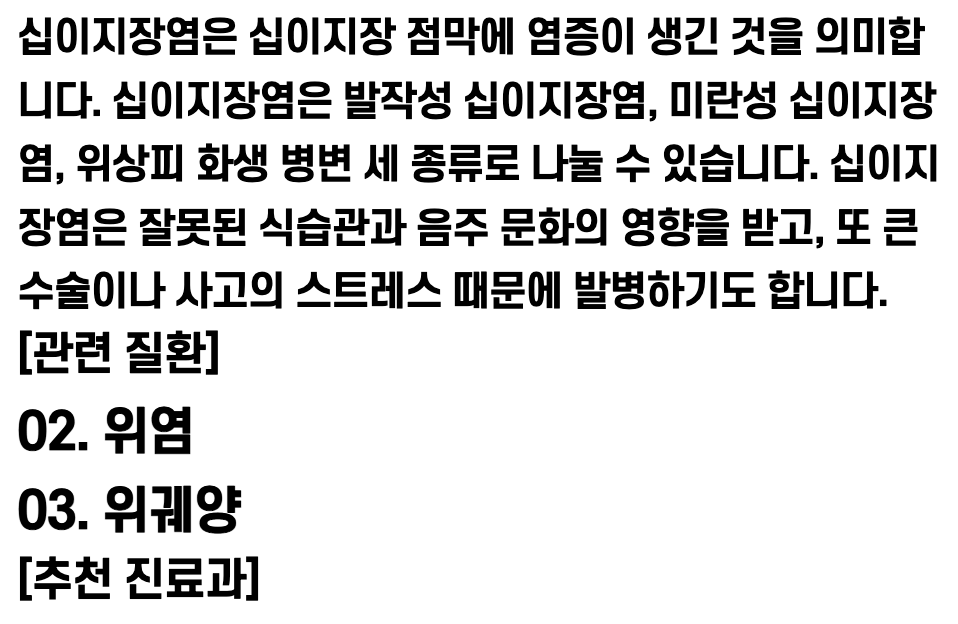 십이지장염은 십이지장 점막에 염증이 생긴 것을 의미합
니다. 십이지장염은 발작성 십이지장염, 미란성 십이지장
염, 위상피 화생 병변 세 종류로 나눌 수 있습니다. 십이지
장염은 잘못된 식습관과 음주 문화의 영향을 받고, 또 큰
수술이나 사고의 스트레스 때문에 발병하기도 합니다.
[관련 질환]
02. 위염
03. 위궤양
[추천 진료과]